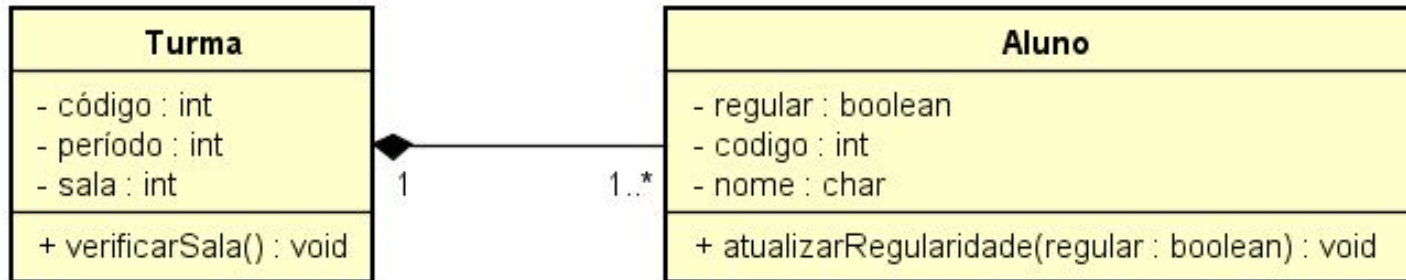 Turma
- código : int
- período : int
- sala : int
+ verificarSala() : void
1
1..*
Aluno
- regular : boolean
- codigo : int
- nome : char
+ atualizarRegularidade(regular : boolean) : void